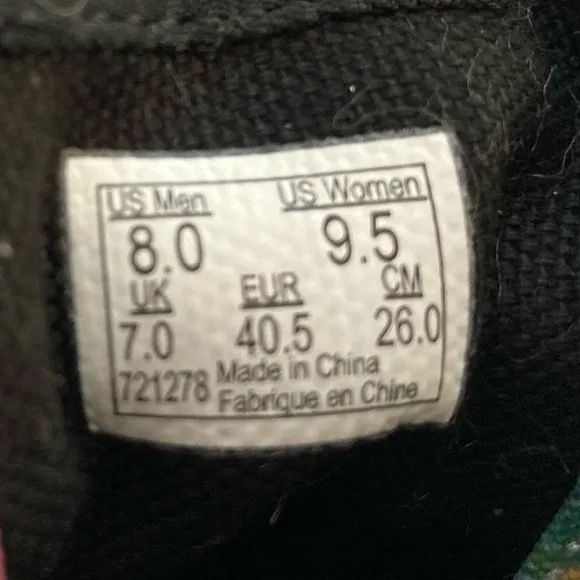 US Men US Women
8.0 9.5
UK EUR CM
7.0 40.5 26.0
721278 Made in China
Fabrique en Chine